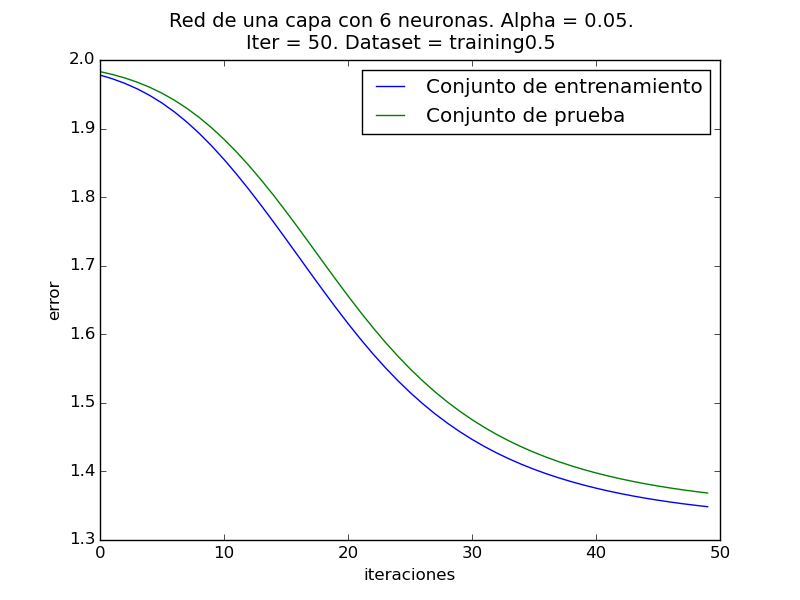 Red de una capa con 6 neuronas. Alpha = 0.05.
Iter = 50. Dataset = training0.5
Conjunto de entrenamiento
Conjunto de prueba
error
2.0
1.9
1.8
1.7
1.6
1.5
1.4
1.3
0 10 20 30 40 50
iteraciones